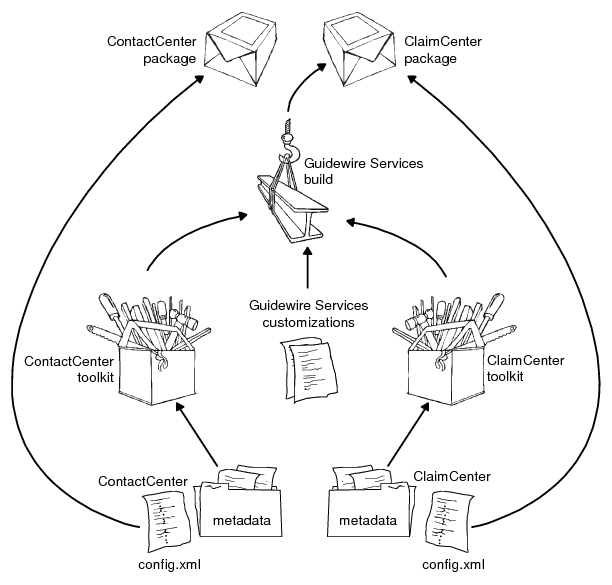 ContactCenter
package
ClaimCenter
package
Guidewire Services
build
Guidewire Services
customizations
ContactCenter
toolkit
ClaimCenter
toolkit
ContactCenter
ClaimCenter
metadata
metadata
config.xml
config.xml